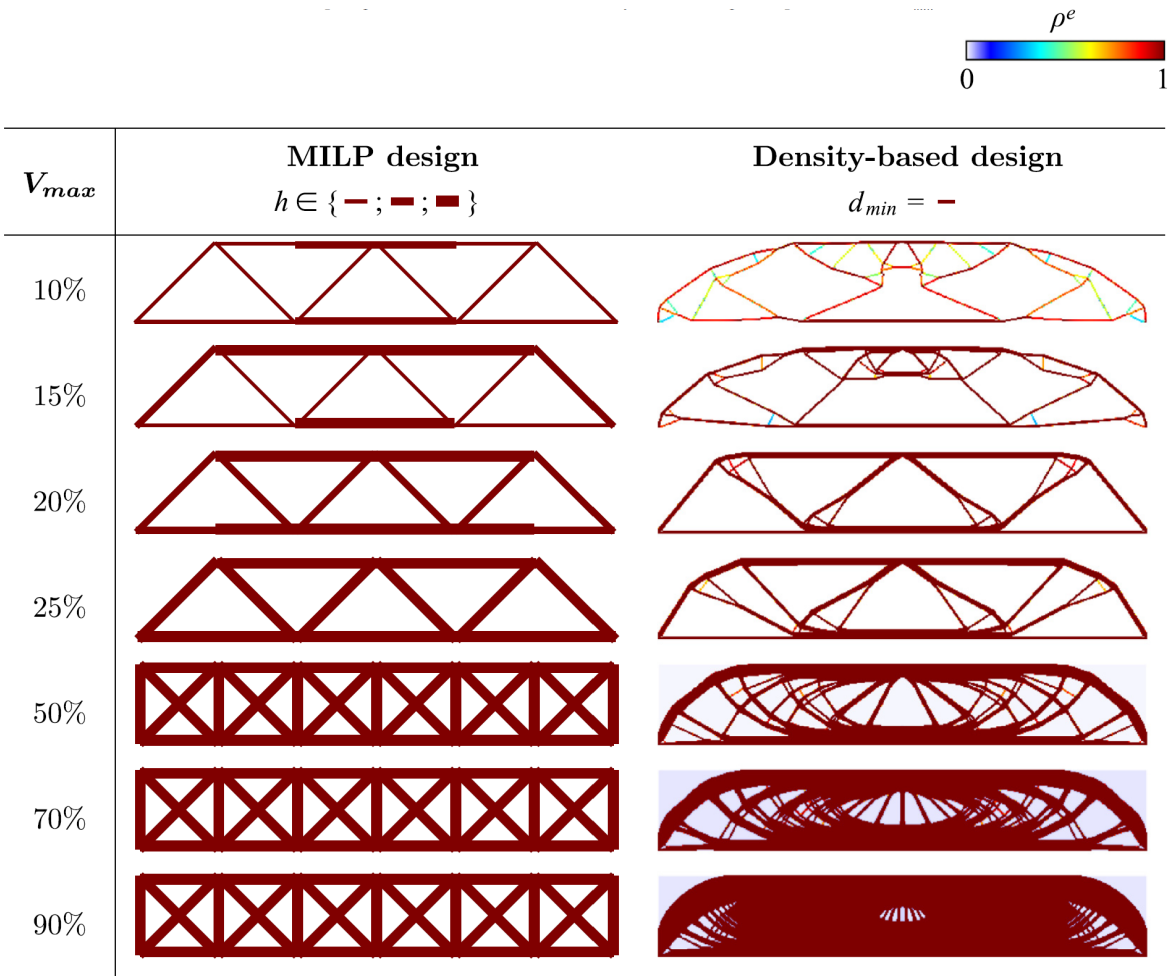 ρ^e
0 1
MILP design Density-based design
V_max
h ∈ { ; ; } d_min =
10%
15%
20%
25%
50%
70%
90%